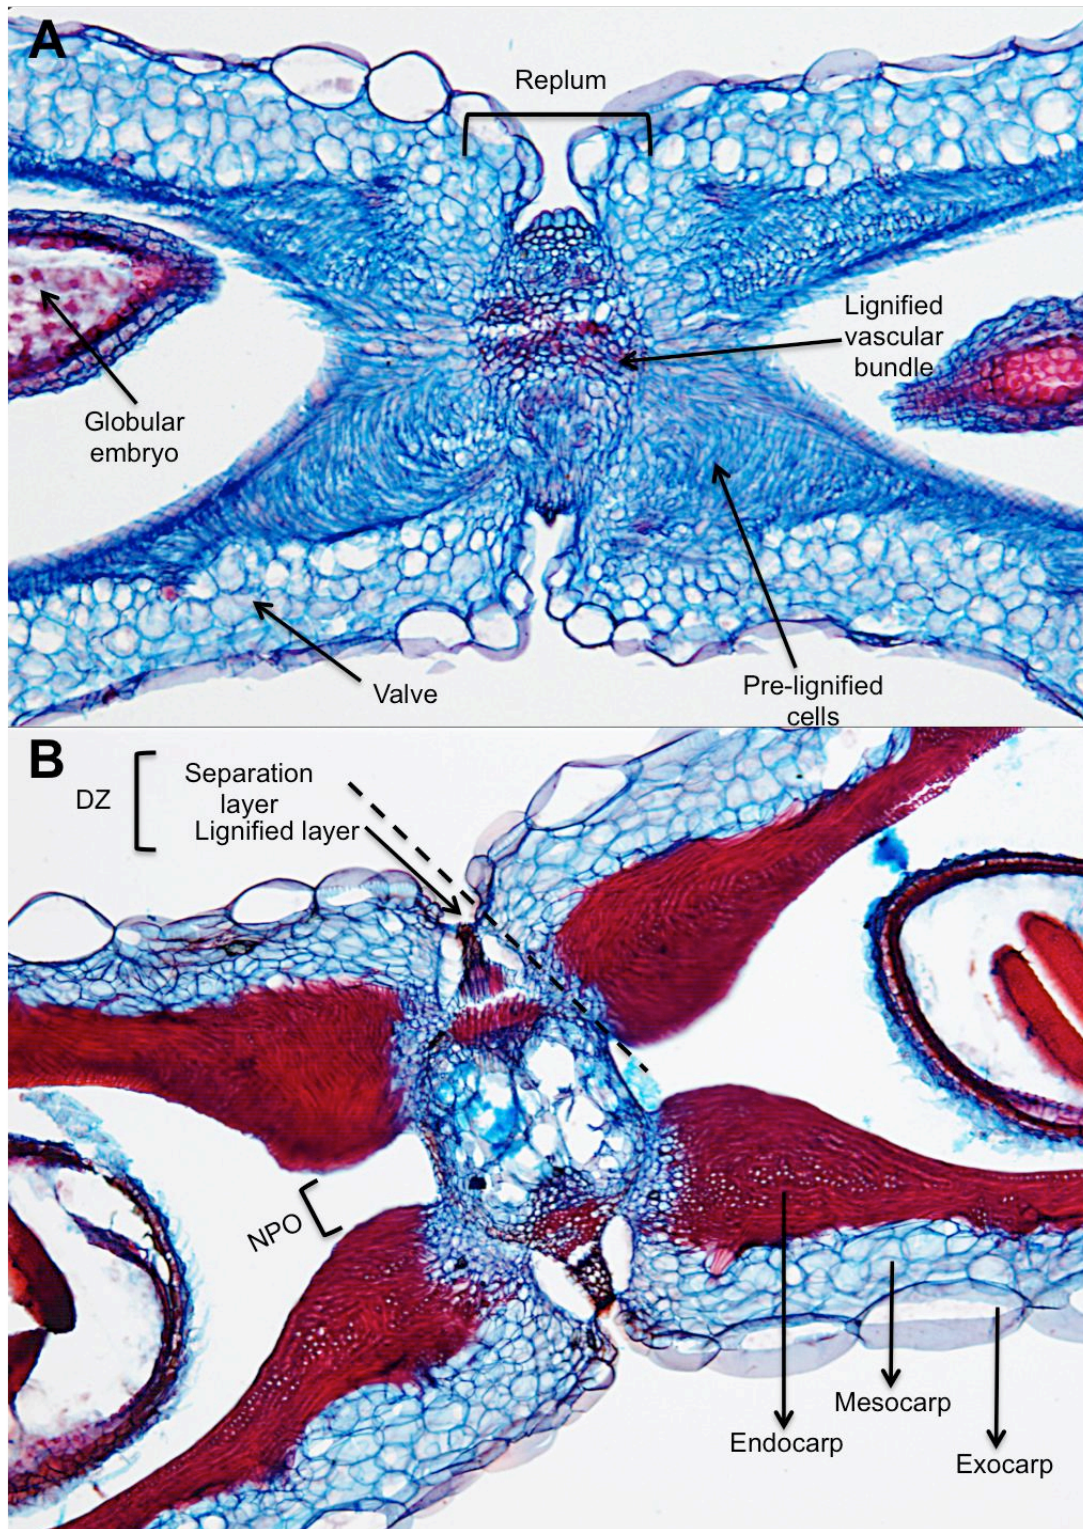 A
Replum
Lignified
vascular
bundle
Globular
embryo
Valve
Pre-lignified
cells
B
DZ
Separation
layer
Lignified layer
NPO
Mesocarp
Endocarp
Exocarp